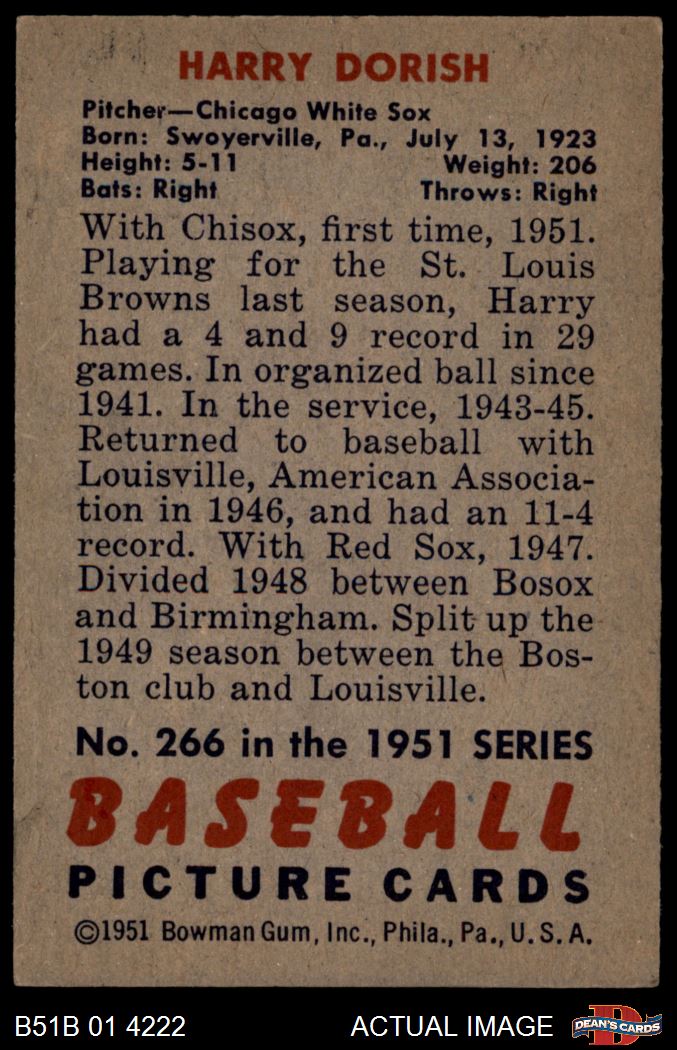 HARRY DORISH
Pitcher—Chicago White Sox
Born: Swoyerville, Pa., July 13, 1923
Height: 5-11 Weight: 206
Bats: Right Throws: Right
With Chisox, first time, 1951.
Playing for the St. Louis
Browns last season, Harry
had a 4 and 9 record in 29
games. In organized ball since
1941. In the service, 1943-45.
Returned to baseball with
Louisville, American Associa-
tion in 1946, and had an 11-4
record. With Red Sox, 1947.
Divided 1948 between Bosox
and Birmingham. Split up the
1949 season between the Bos-
ton club and Louisville.
No. 266 in the 1951 SERIES
BASEBALL
PICTURE CARDS
©1951 Bowman Gum, Inc., Phila., Pa., U. S. A.
B51B 01 4222 ACTUAL IMAGE D DEAN'S CARDS